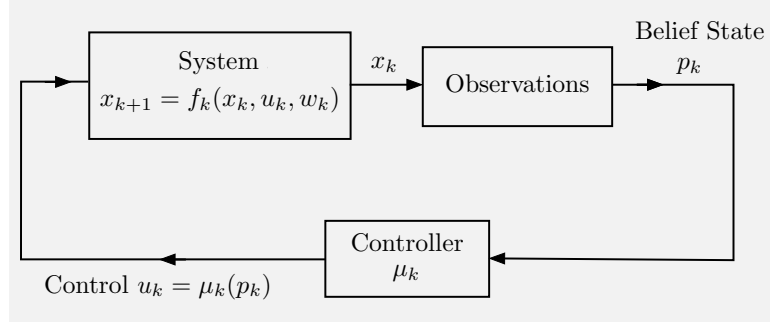 Belief State
System
x_{k+1} = f_k(x_k, u_k, w_k)
x_k
Observations
p_k
Controller
μ_k
Control u_k = μ_k(p_k)